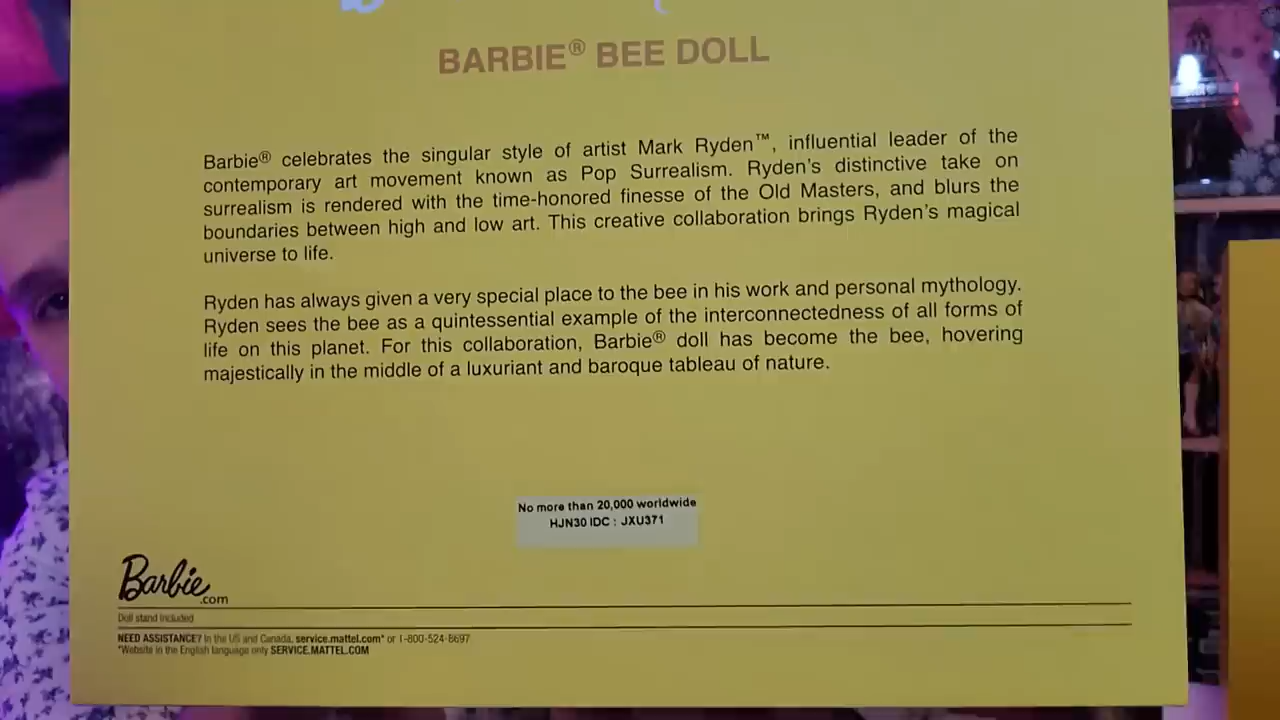 BARBIE® BEE DOLL
Barbie® celebrates the singular style of artist Mark Ryden™, influential leader of the
contemporary art movement known as Pop Surrealism. Ryden's distinctive take on
surrealism is rendered with the time-honored finesse of the Old Masters, and blurs the
boundaries between high and low art. This creative collaboration brings Ryden's magical
universe to life.
Ryden has always given a very special place to the bee in his work and personal mythology.
Ryden sees the bee as a quintessential example of the interconnectedness of all forms of
life on this planet. For this collaboration, Barbie® doll has become the bee, hovering
majestically in the middle of a luxuriant and baroque tableau of nature.
No more than 20,000 worldwide
HJN30 IDC : JXU371
Barbie.com
Doll stand included
NEED ASSISTANCE? In the US and Canada, service.mattel.com* or 1-800-524-8697
*Website in the English language only SERVICE.MATTEL.COM